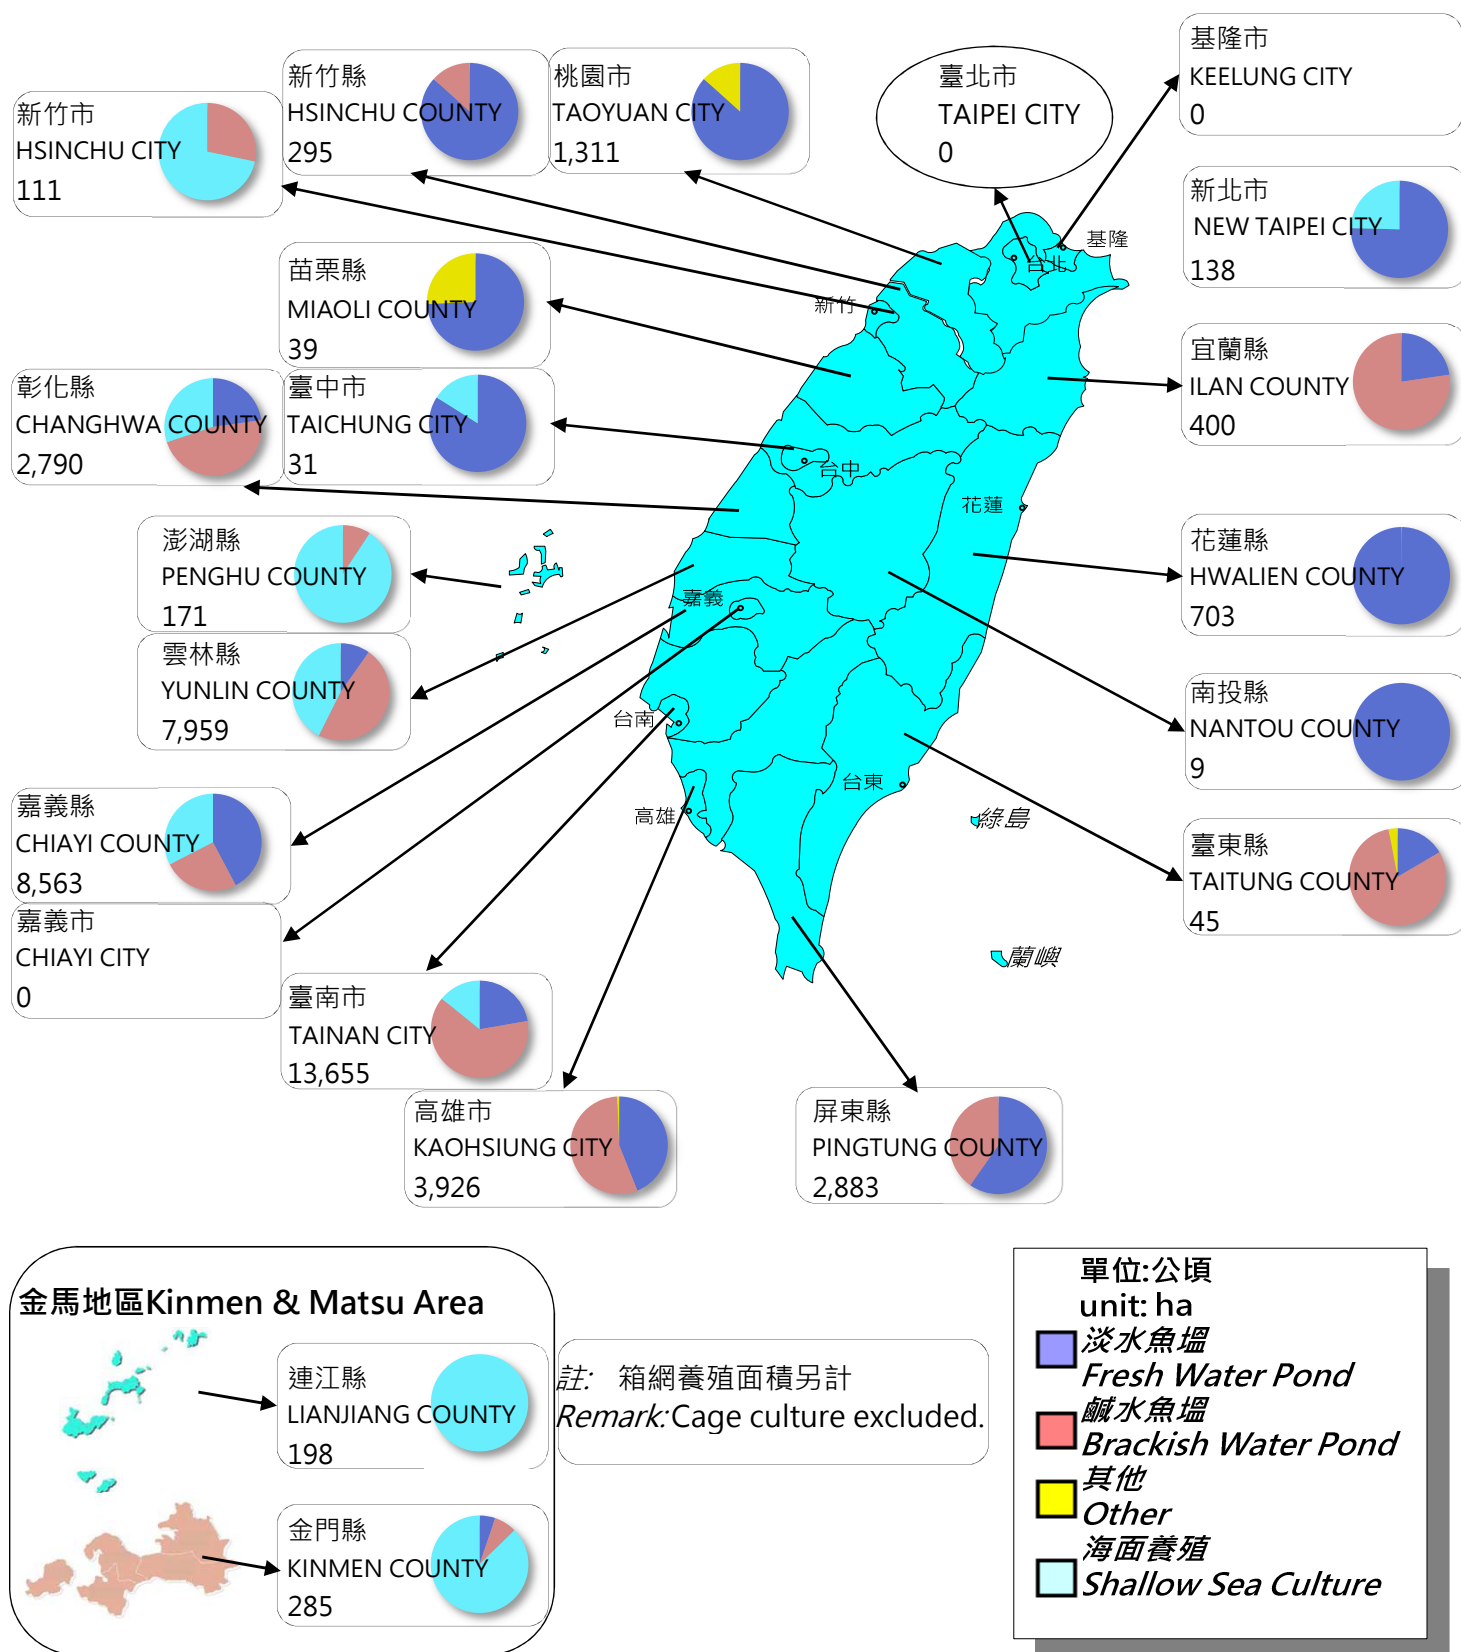 基隆市
KEELUNG CITY
0
臺北市
TAIPEI CITY
0
桃園市
TAOYUAN CITY
1,311
新竹縣
HSINCHU COUNTY
295
新竹市
HSINCHU CITY
111
新北市
NEW TAIPEI CITY
138
苗栗縣
MIAOLI COUNTY
39
宜蘭縣
ILAN COUNTY
400
彰化縣
CHANGHWA COUNTY
2,790
臺中市
TAICHUNG CITY
31
澎湖縣
PENGHU COUNTY
171
花蓮縣
HWALIEN COUNTY
703
雲林縣
YUNLIN COUNTY
7,959
南投縣
NANTOU COUNTY
9
嘉義縣
CHIAYI COUNTY
8,563
臺東縣
TAITUNG COUNTY
45
嘉義市
CHIAYI CITY
0
臺南市
TAINAN CITY
13,655
高雄市
KAOHSIUNG CITY
3,926
屏東縣
PINGTUNG COUNTY
2,883
基隆
台北
新竹
台中
花蓮
嘉義
台南
台東
高雄
綠島
蘭嶼
金馬地區Kinmen & Matsu Area
連江縣
LIANJIANG COUNTY
198
金門縣
KINMEN COUNTY
285
註: 箱網養殖面積另計
Remark:Cage culture excluded.
單位:公頃
unit: ha
淡水魚塭
Fresh Water Pond
鹹水魚塭
Brackish Water Pond
其他
Other
海面養殖
Shallow Sea Culture